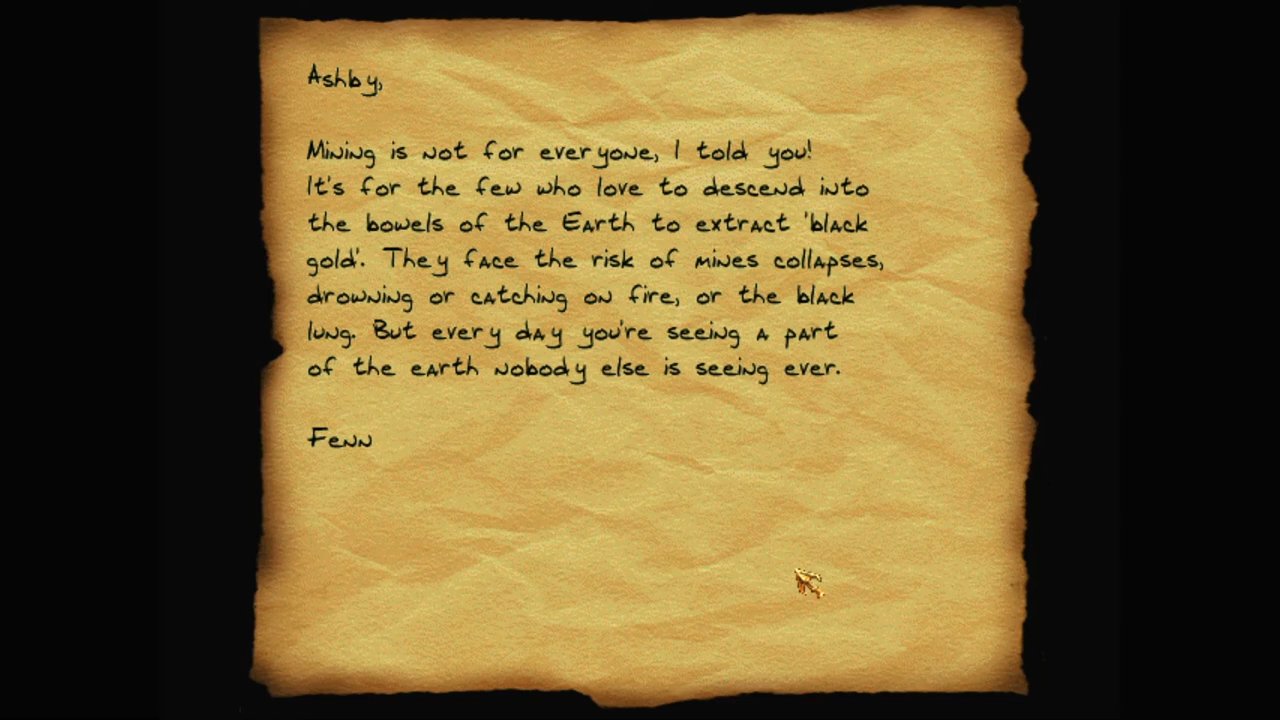 Ashby,
Mining is not for everyone, I told you!
It's for the few who love to descend into
the bowels of the Earth to extract 'black
gold'. They face the risk of mines collapses,
drowning or catching on fire, or the black
lung. But every day you're seeing a part
of the earth nobody else is seeing ever.
Fenn